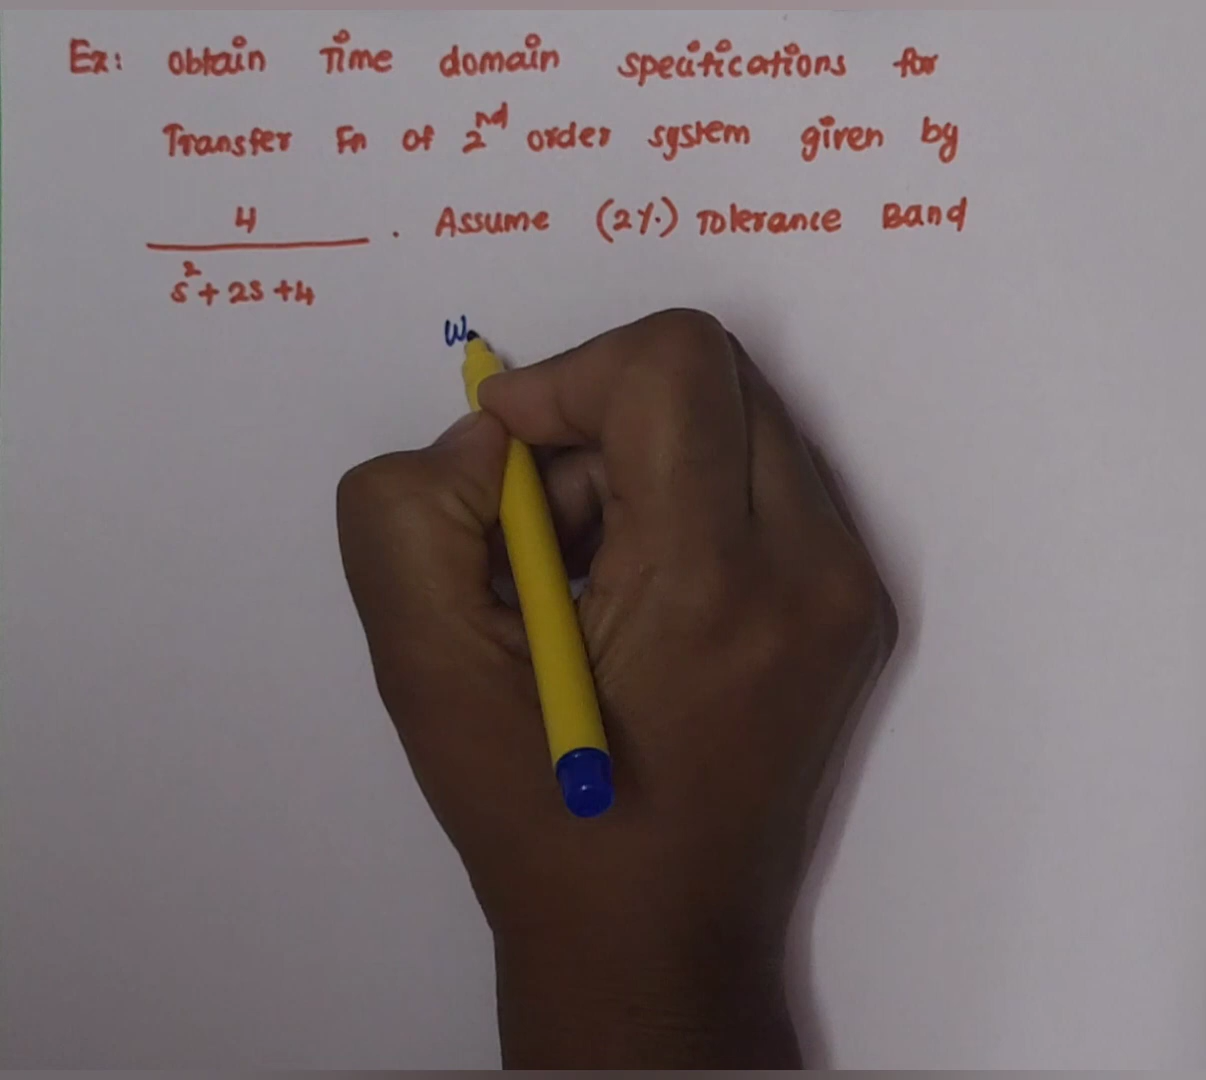 Ex: obtain Time domain specifications for
Transfer Fn of 2nd order system given by
4
. Assume (2%) Tolerance Band
s²+2s+4
W